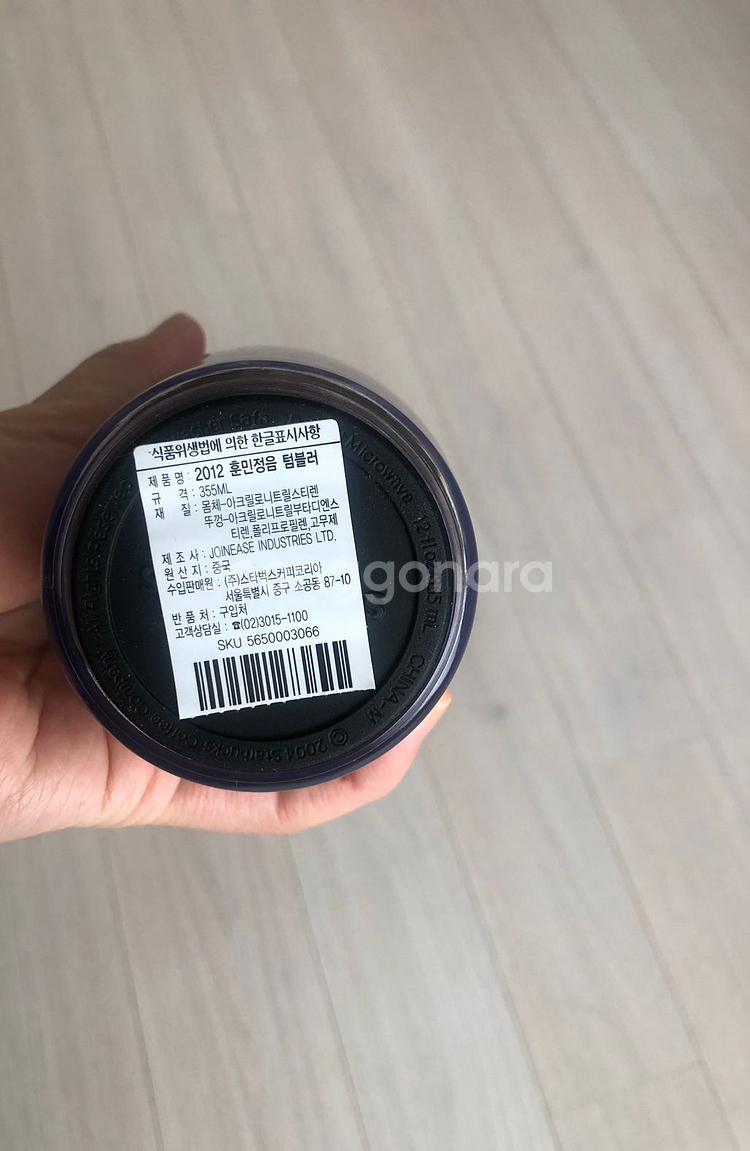 식품위생법에 의한 한글표시사항
제 품 명 : 2012 훈민정음 텀블러
규 격 : 355ML
재 질 : 몸체-아크릴로니트릴스티렌
뚜껑-아크릴로니트릴부타디엔스
티렌,폴리프로필렌,고무제
제 조 사 : JOINEASE INDUSTRIES LTD.
원 산 지 : 중국
수입판매원 : (주)스타벅스커피코리아
서울특별시 중구 소공동 87-10
반 품 처 : 구입처
고객상담실 : ☎(02)3015-1100
SKU 5650003066
Microwave
12 fl oz
mL
CHINA-M
© 2004 Starbucks Coffee Company
All Rights Reserved
gonara